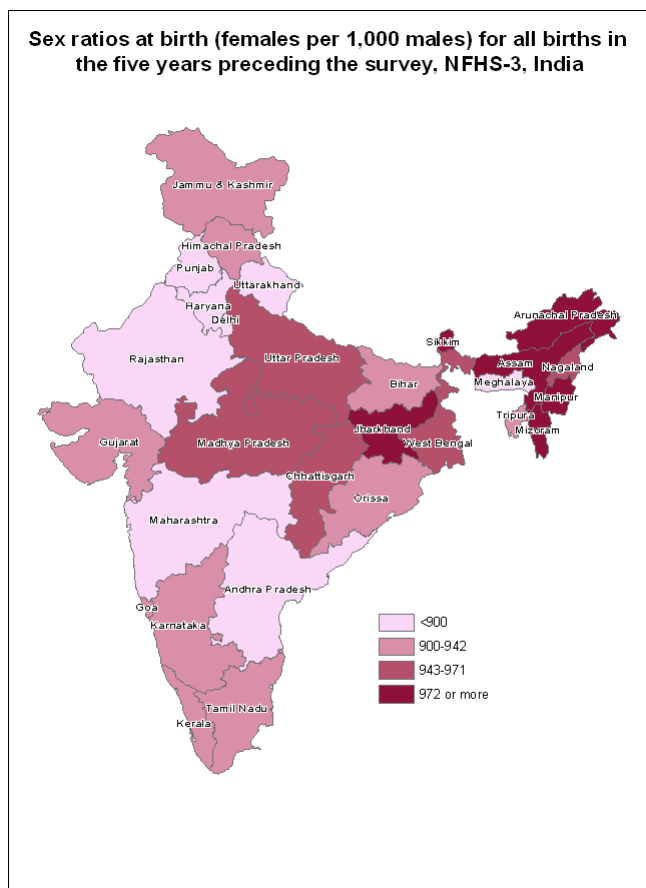 Sex ratios at birth (females per 1,000 males) for all births in
the five years preceding the survey, NFHS-3, India
Jammu & Kashmir
Himachal Pradesh
Punjab
Uttarakhand
Haryana
Delhi
Arunachal Pradesh
Sikkim
Rajasthan
Uttar Pradesh
Assam
Nagaland
Bihar
Meghalaya
Manipur
Tripura
Mizoram
Gujarat
Madhya Pradesh
Jharkhand
West Bengal
Chhattisgarh
Orissa
Maharashtra
Andhra Pradesh
Goa
Karnataka
Tamil Nadu
Kerala
<900
900-942
943-971
972 or more